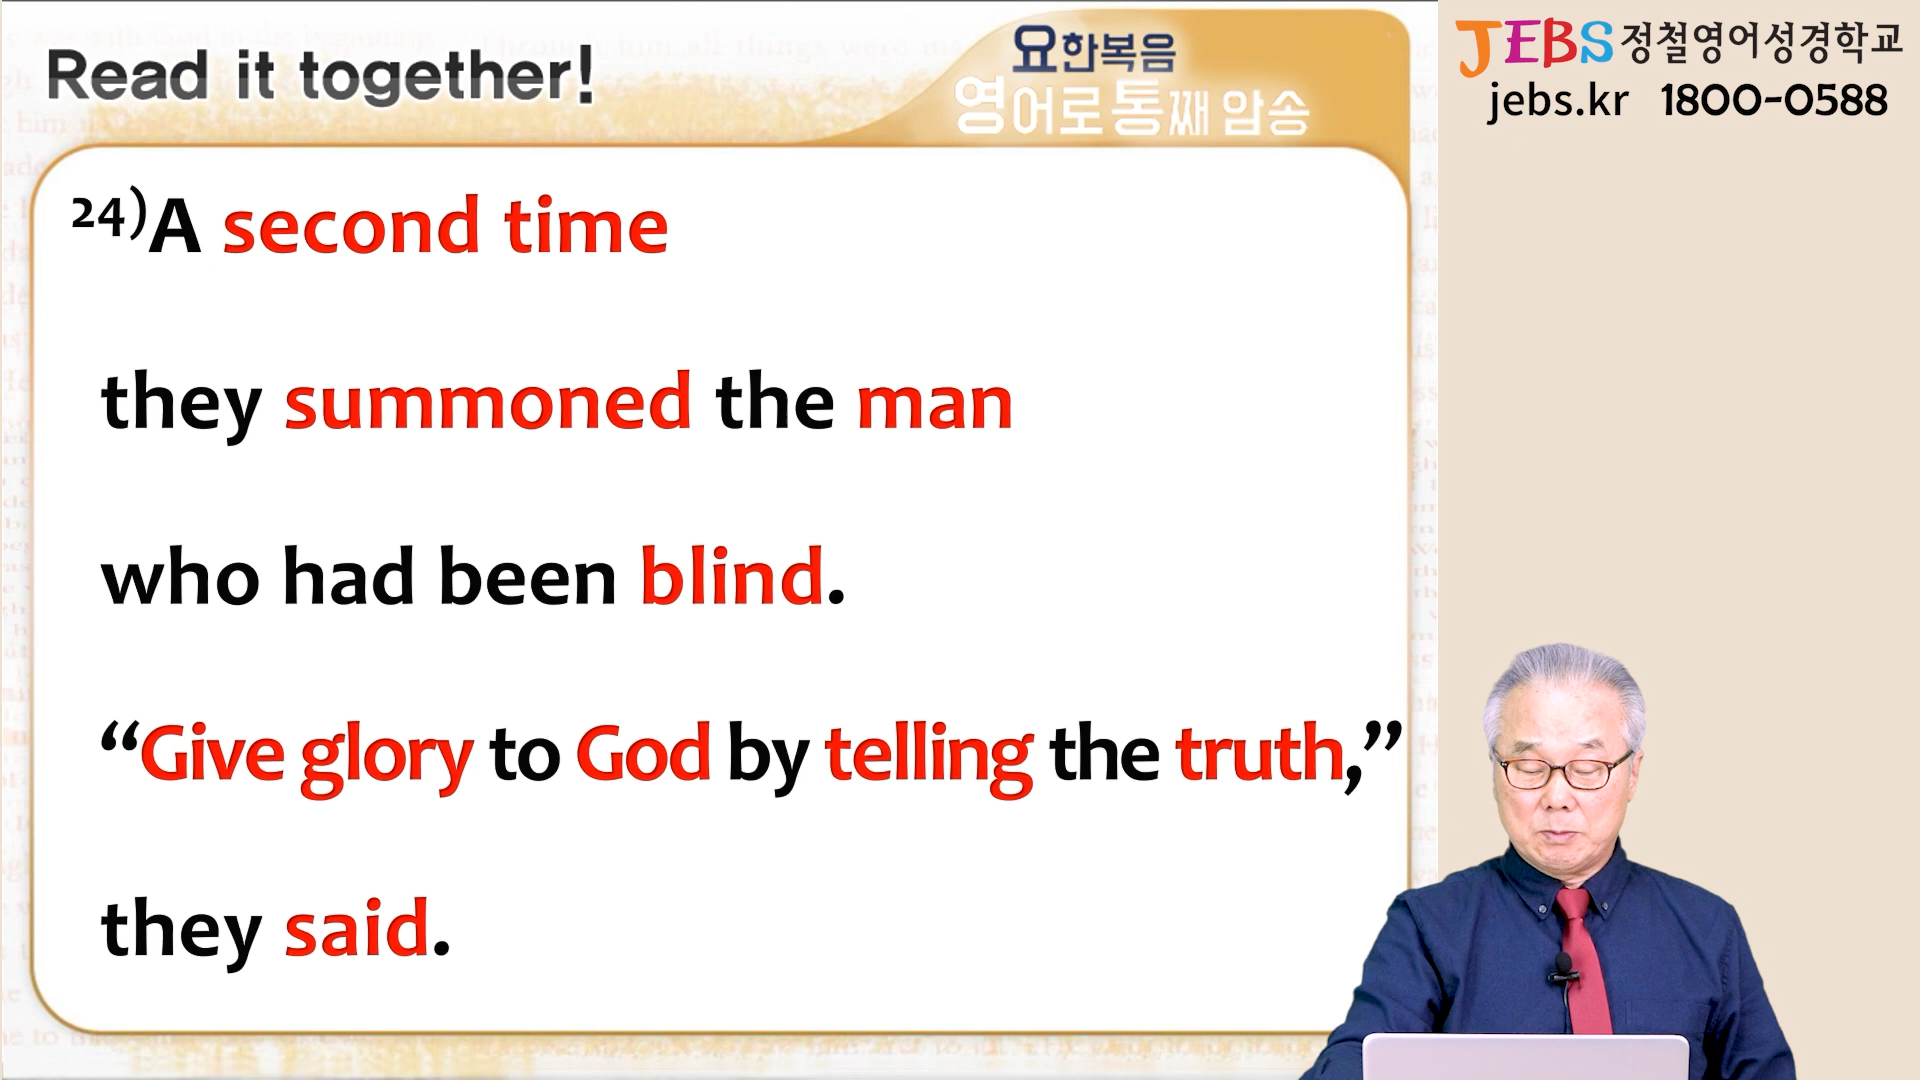 Read it together!
요한복음
영어로통째 암송
JEBS 정철영어성경학교
jebs.kr 1800-0588
24)A second time
they summoned the man
who had been blind.
“Give glory to God by telling the truth,”
they said.